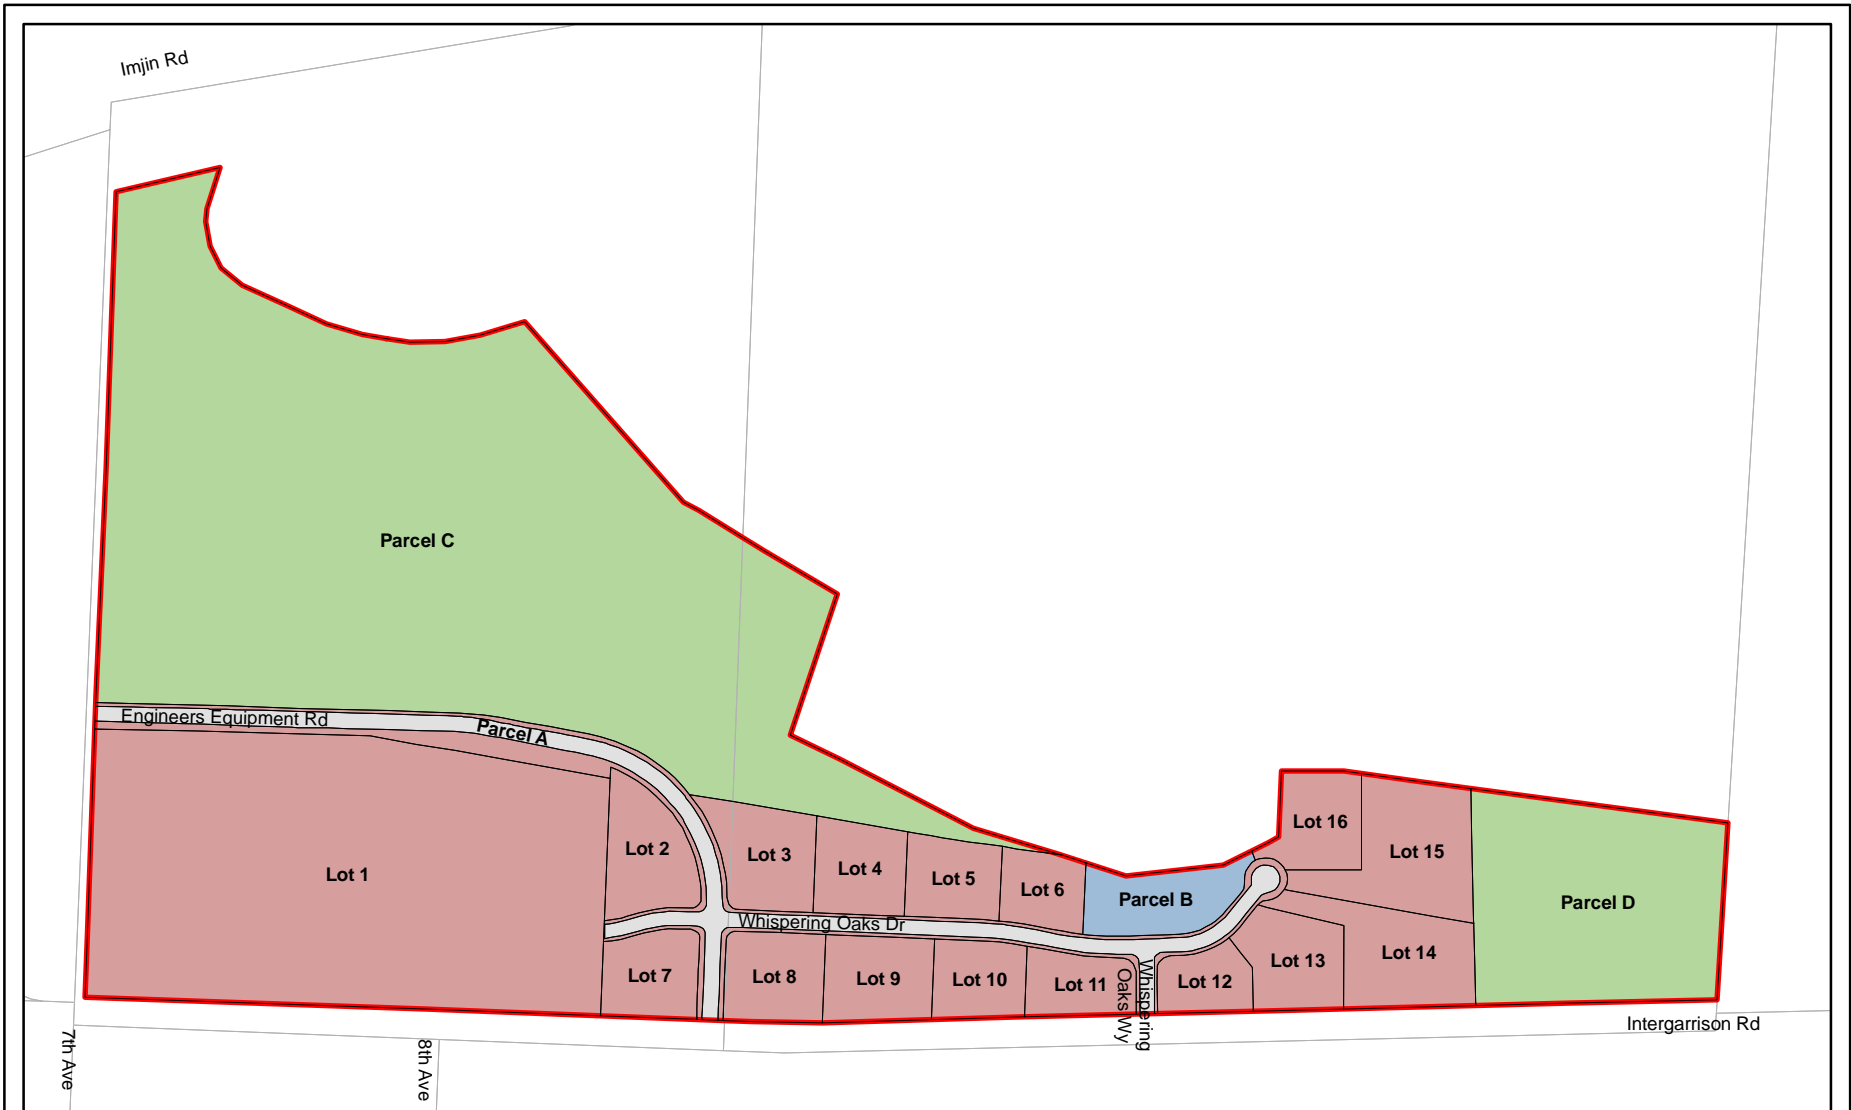 Imjin Rd
Parcel C
Engineers Equipment Rd
Parcel A
Lot 1
Lot 2
Lot 3
Lot 4
Lot 5
Lot 6
Parcel B
Lot 16
Lot 15
Parcel D
Whispering Oaks Dr
Lot 7
Lot 8
Lot 9
Lot 10
Lot 11
Whispering
Oaks Wy
Lot 12
Lot 13
Lot 14
Intergarrison Rd
7th Ave
8th Ave